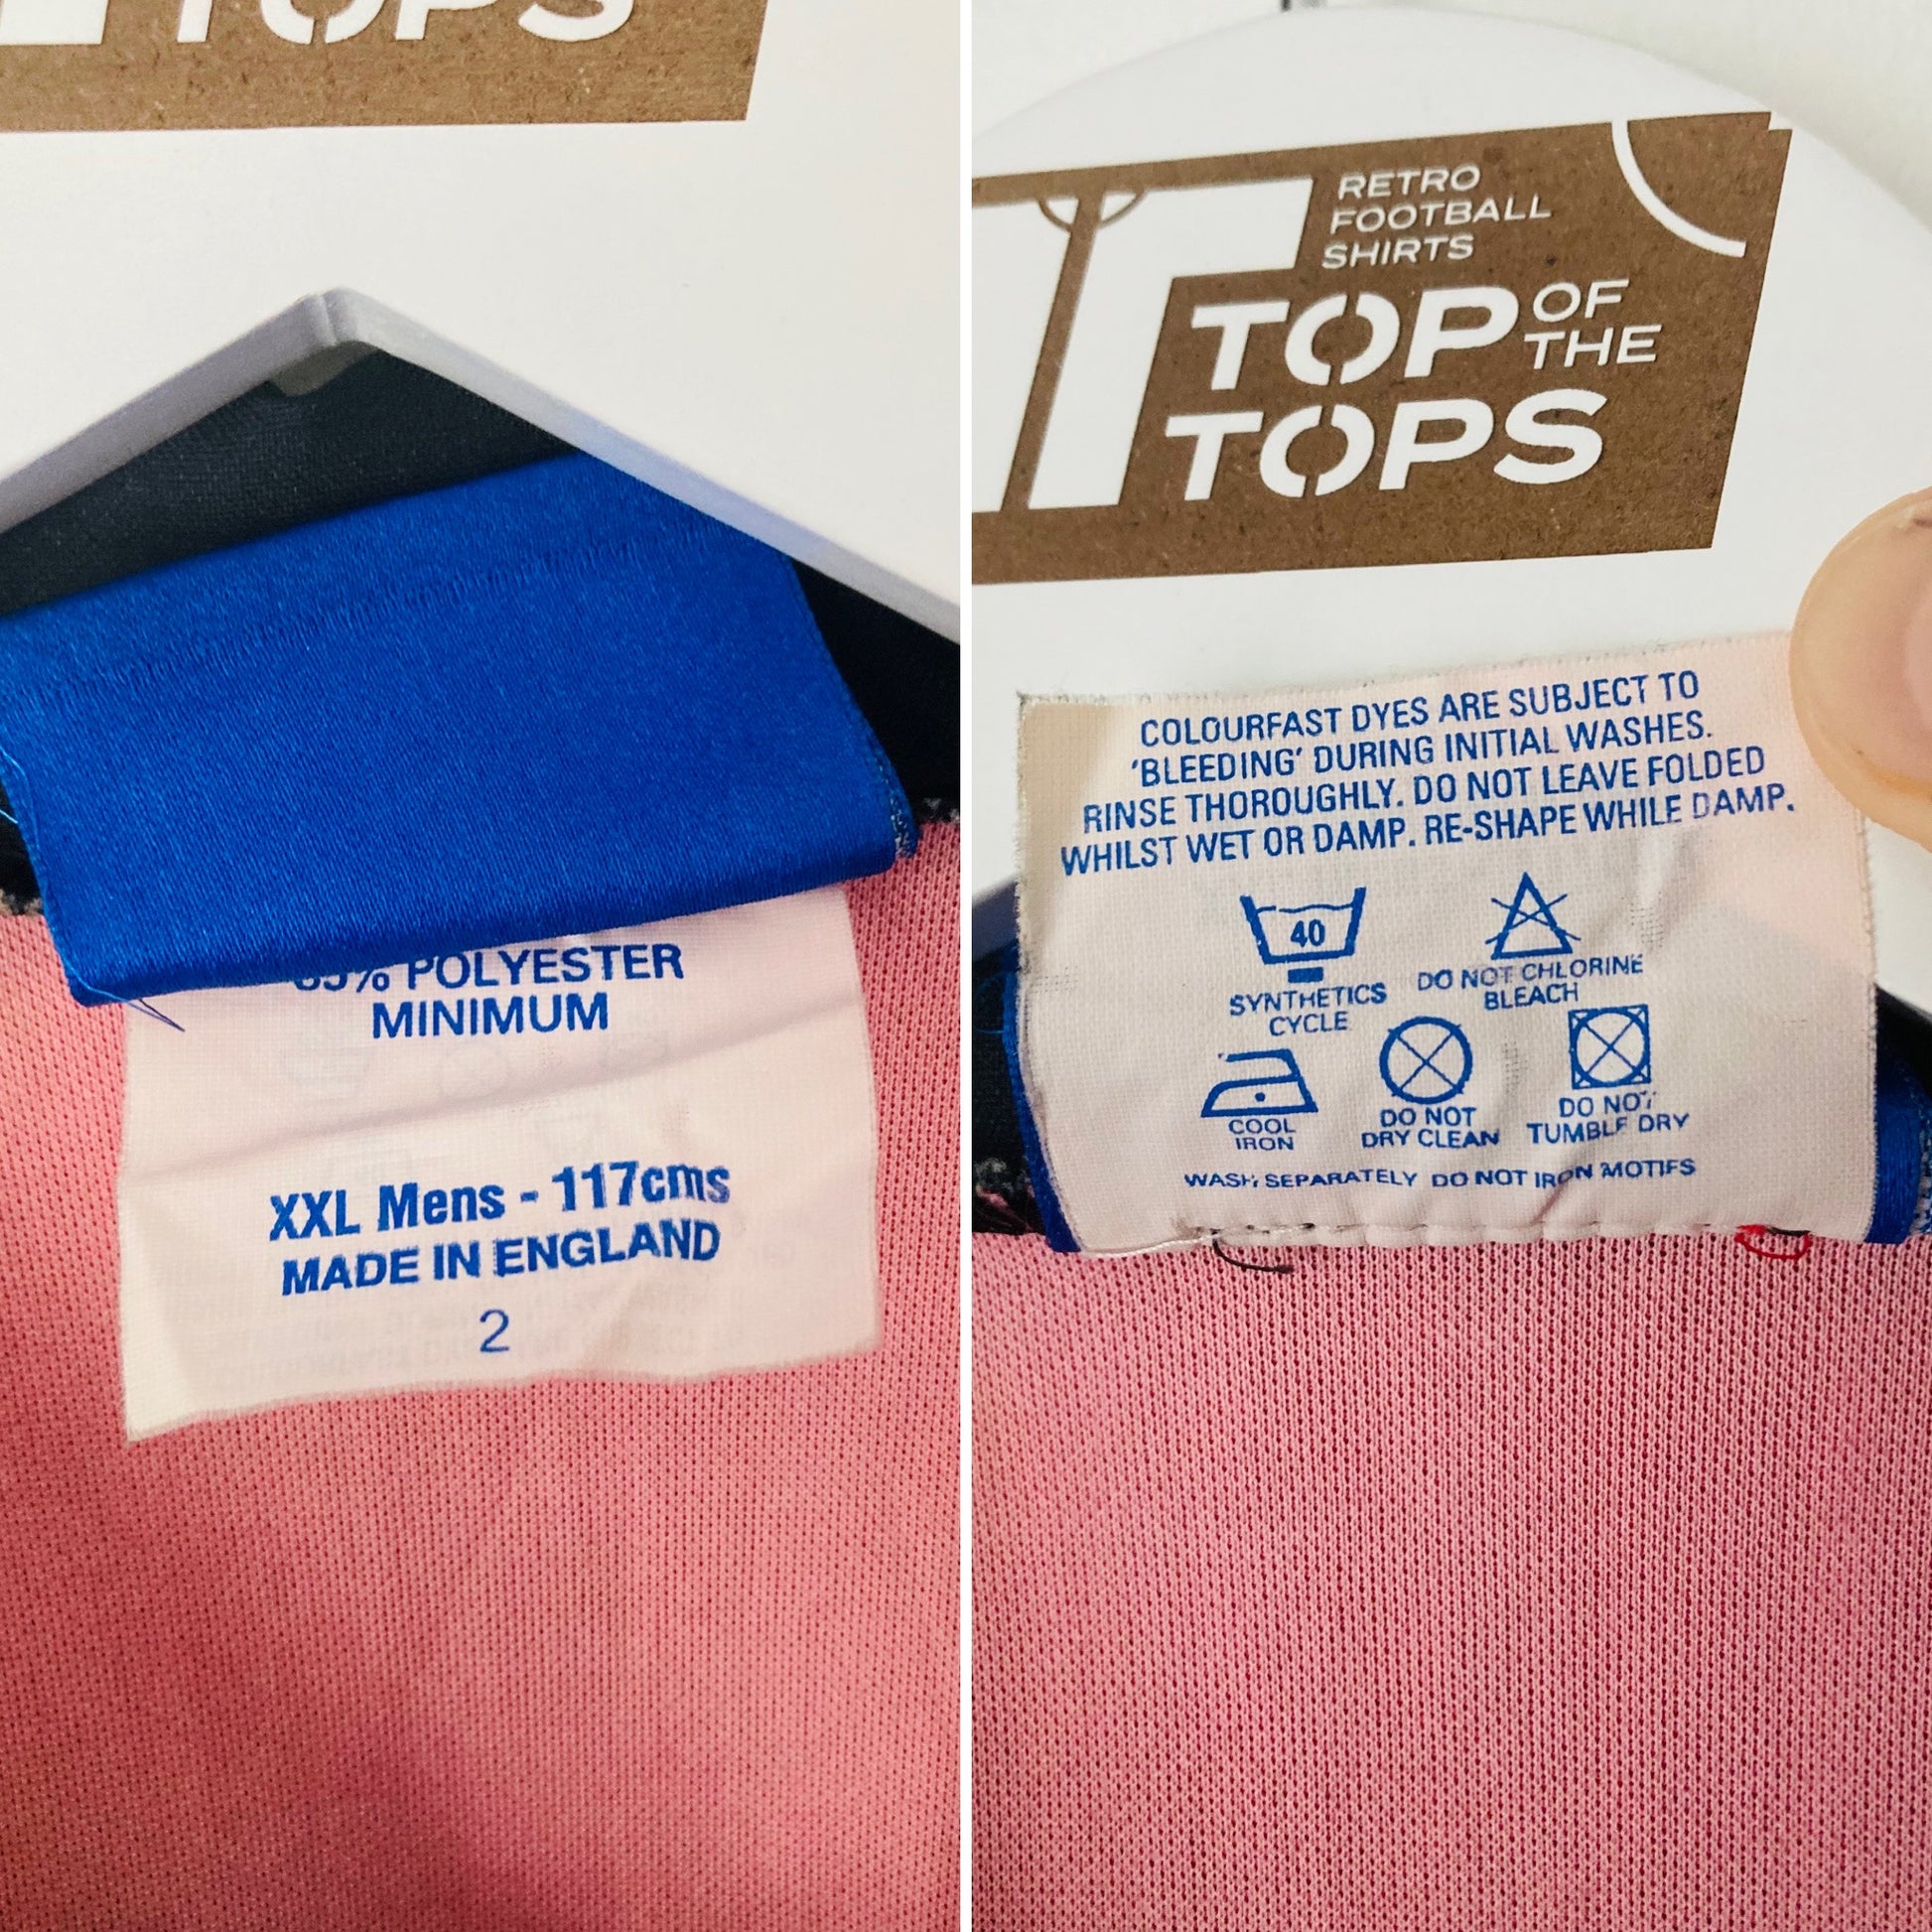 TOPS
POLYESTER
MINIMUM
XXL Mens - 117cms
MADE IN ENGLAND
2
RETRO
FOOTBALL
SHIRTS
TOP OF
THE
TOPS
COLOURFAST DYES ARE SUBJECT TO
'BLEEDING' DURING INITIAL WASHES.
RINSE THOROUGHLY. DO NOT LEAVE FOLDED
WHILST WET OR DAMP. RE-SHAPE WHILE DAMP.
40
SYNTHETICS
CYCLE
DO NOT CHLORINE
BLEACH
COOL
IRON
DO NOT
DRY CLEAN
DO NOT
TUMBLE DRY
WASH SEPARATELY DO NOT IRON MOTIFS